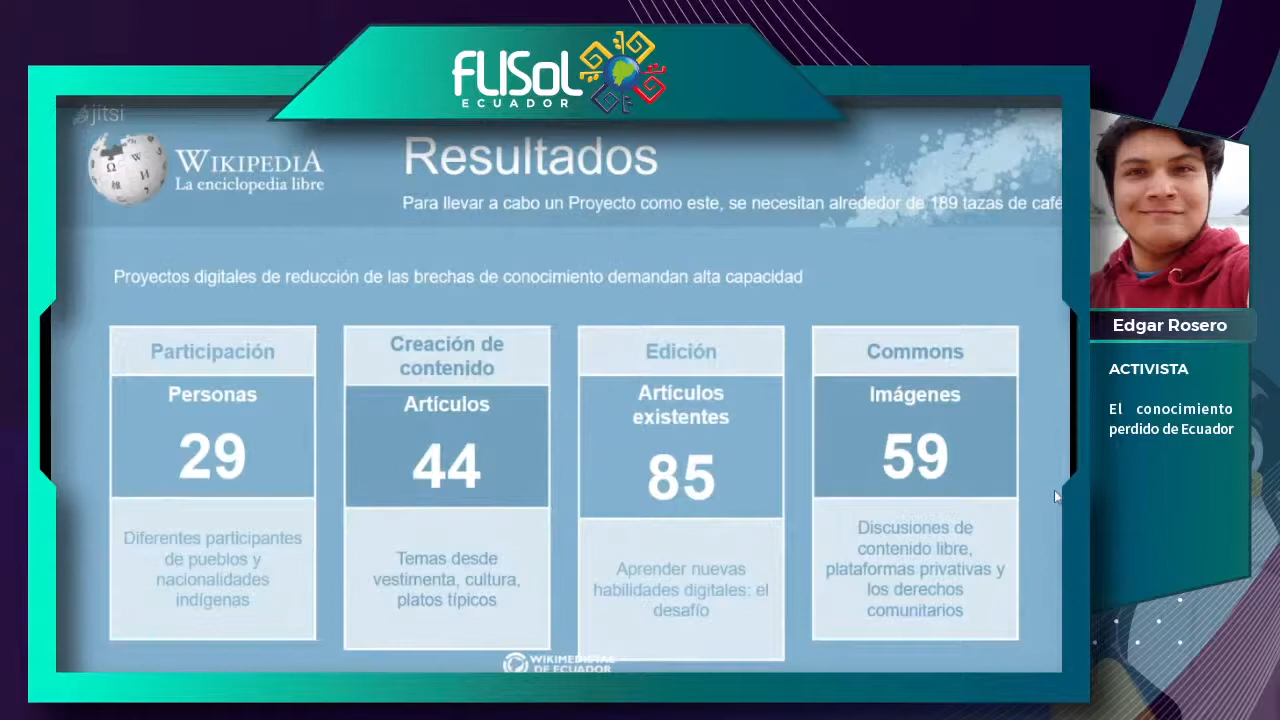 FLISoL
ECUADOR
jitsi
WIKIPEDIA
La enciclopedia libre
Resultados
Para llevar a cabo un Proyecto como este, se necesitan alrededor de 189 tazas de café
Proyectos digitales de reducción de las brechas de conocimiento demandan alta capacidad
Participación
Personas
29
Diferentes participantes
de pueblos y
nacionalidades
indígenas
Creación de
contenido
Artículos
44
Temas desde
vestimenta, cultura,
platos típicos
Edición
Artículos
existentes
85
Aprender nuevas
habilidades digitales: el
desafío
Commons
Imágenes
59
Discusiones de
contenido libre,
plataformas privativas y
los derechos
comunitarios
WIKIMEDISTAS
DE ECUADOR
Edgar Rosero
ACTIVISTA
El conocimiento
perdido de Ecuador